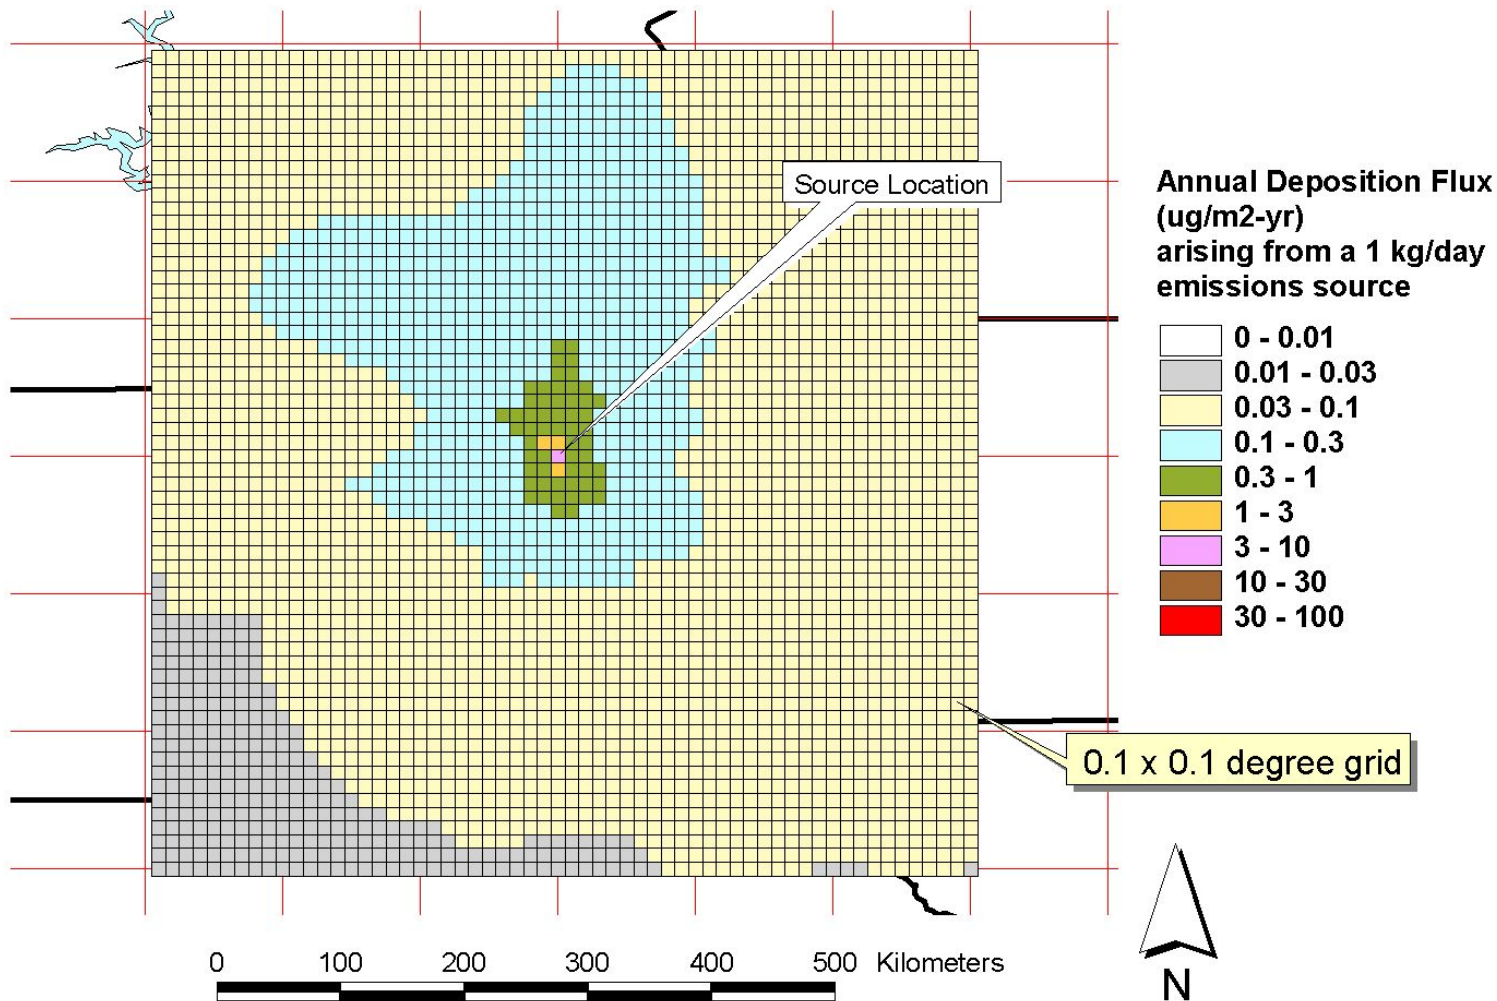 Source Location
Annual Deposition Flux
(ug/m2-yr)
arising from a 1 kg/day
emissions source
0 - 0.01
0.01 - 0.03
0.03 - 0.1
0.1 - 0.3
0.3 - 1
1 - 3
3 - 10
10 - 30
30 - 100
0.1 x 0.1 degree grid
0 100 200 300 400 500 Kilometers
N